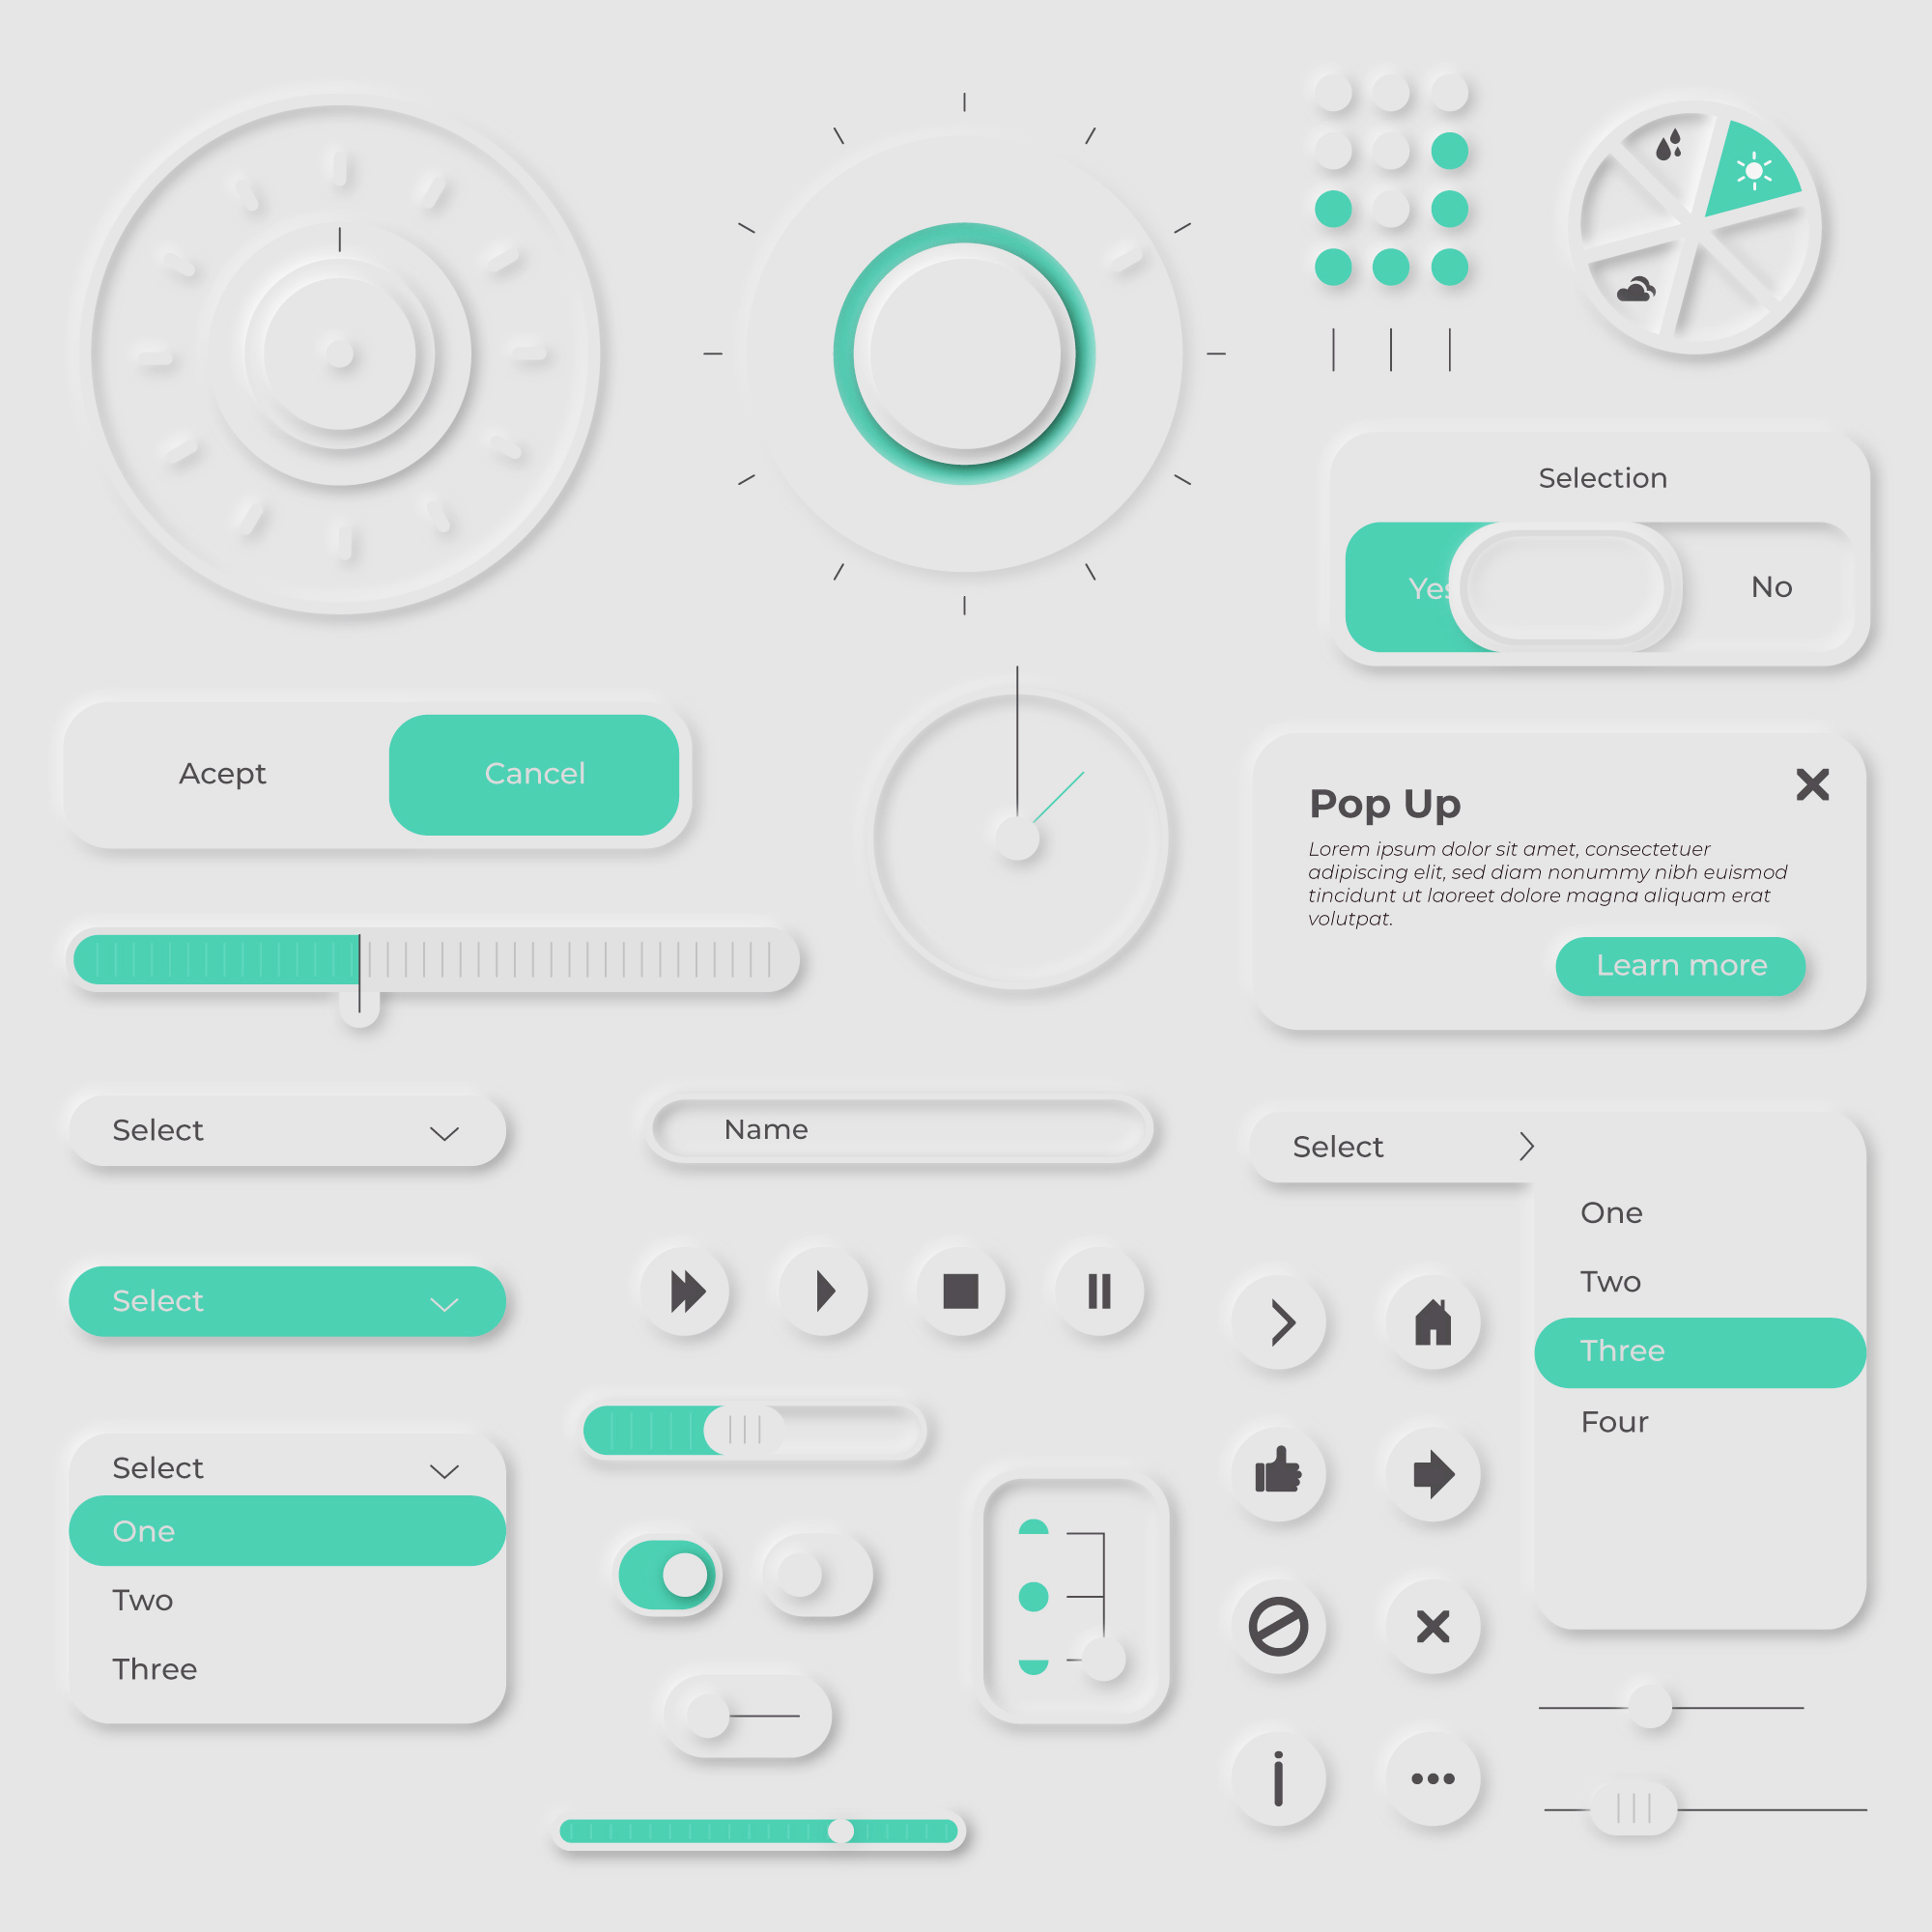 Selection
Yes
No
Acept
Cancel
Pop Up
Lorem ipsum dolor sit amet, consectetuer
adipiscing elit, sed diam nonummy nibh euismod
tincidunt ut laoreet dolore magna aliquam erat
volutpat.
Learn more
Select
Name
Select
One
Two
Three
Four
Select
Select
One
Two
Three